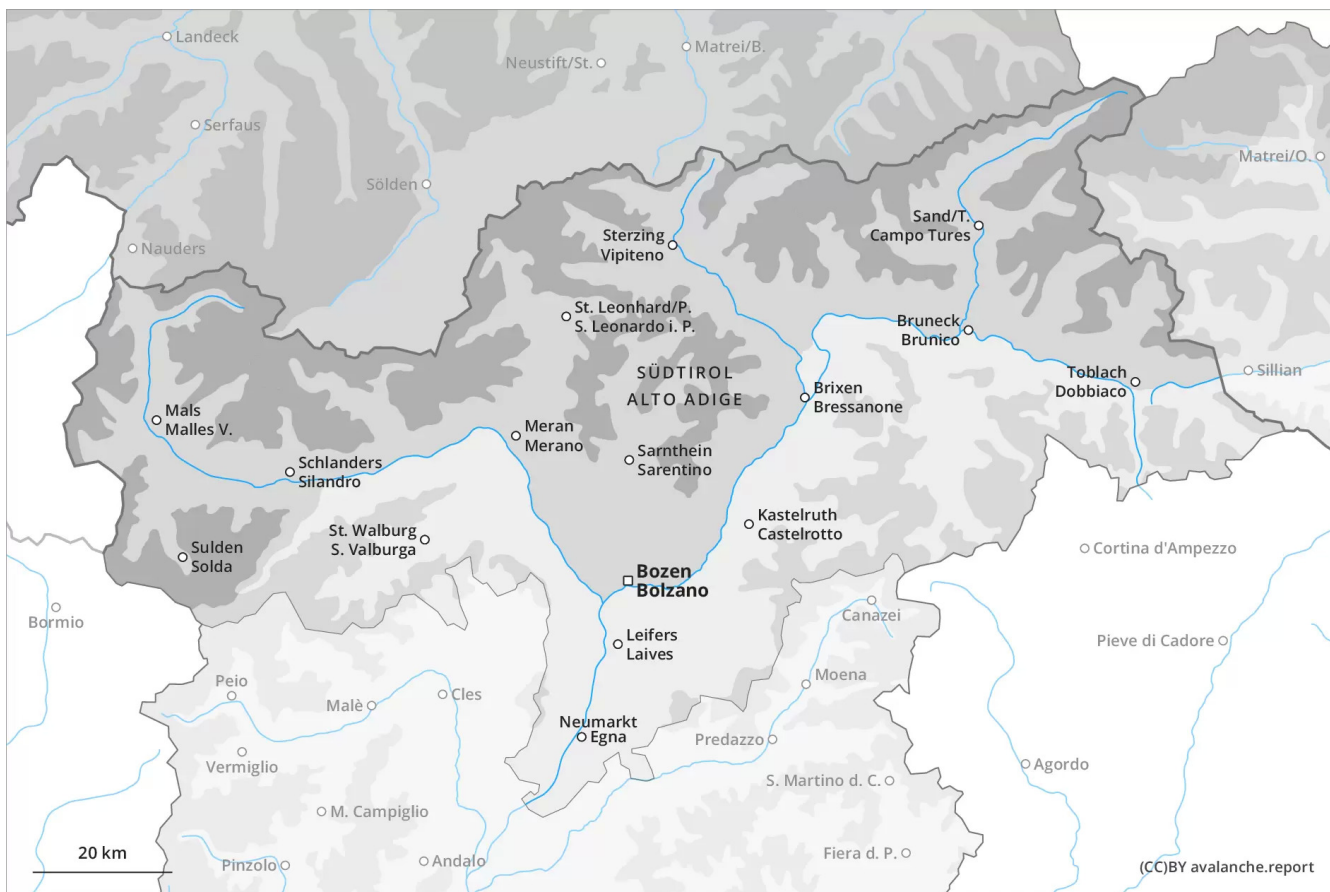 Landeck
Matrei/B.
Neustift/St.
Serfaus
Matrei/O.
Sölden
Sand/T.
Campo Tures
Sterzing
Vipiteno
Nauders
St. Leonhard/P.
S. Leonardo i. P.
Bruneck
Brunico
SÜDTIROL
ALTO ADIGE
Toblach
Dobbiaco
Sillian
Brixen
Bressanone
Mals
Malles V.
Meran
Merano
Schlanders
Silandro
Sarnthein
Sarentino
Kastelruth
Castelrotto
St. Walburg
S. Valburga
Sulden
Solda
Cortina d'Ampezzo
Bozen
Bolzano
Bormio
Canazei
Leifers
Laives
Pieve di Cadore
Moena
Peio
Malè
Cles
Neumarkt
Egna
Predazzo
Vermiglio
S. Martino d. C.
Agordo
M. Campiglio
20 km
Pinzolo
Andalo
Fiera d. P.
(CC)BY avalanche.report